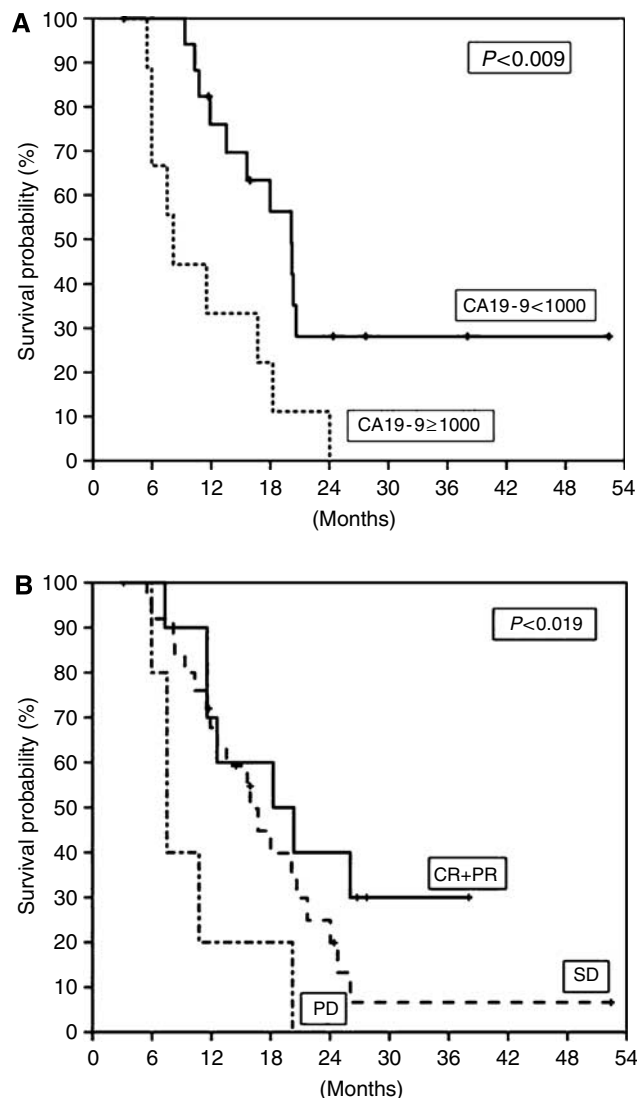 A
100
P<0.009
90
80
70
60
50
40
30
20
10
0
Survival probability (%)
CA19-9<1000
CA19-9≥1000
0 6 12 18 24 30 36 42 48 54
(Months)
B
100
P<0.019
90
80
70
60
50
40
30
20
10
0
Survival probability (%)
CR+PR
SD
PD
0 6 12 18 24 30 36 42 48 54
(Months)